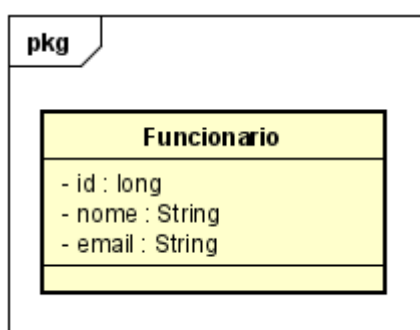 pkg
Funcionario
- id : long
- nome : String
- email : String